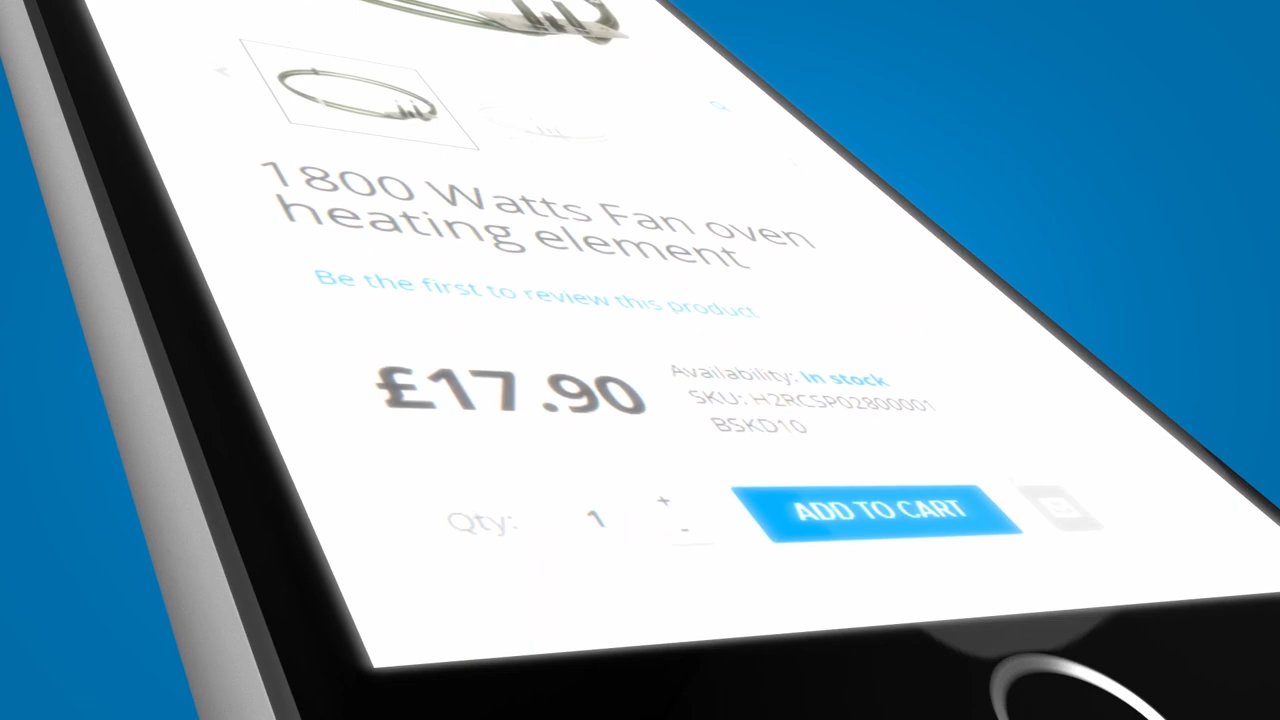 1800 Watts Fan oven
heating element
Be the first to review this product
£17.90
Availability: In stock
SKU: H2RCSP02800001
BSKD10
Qty: 1 + -
ADD TO CART